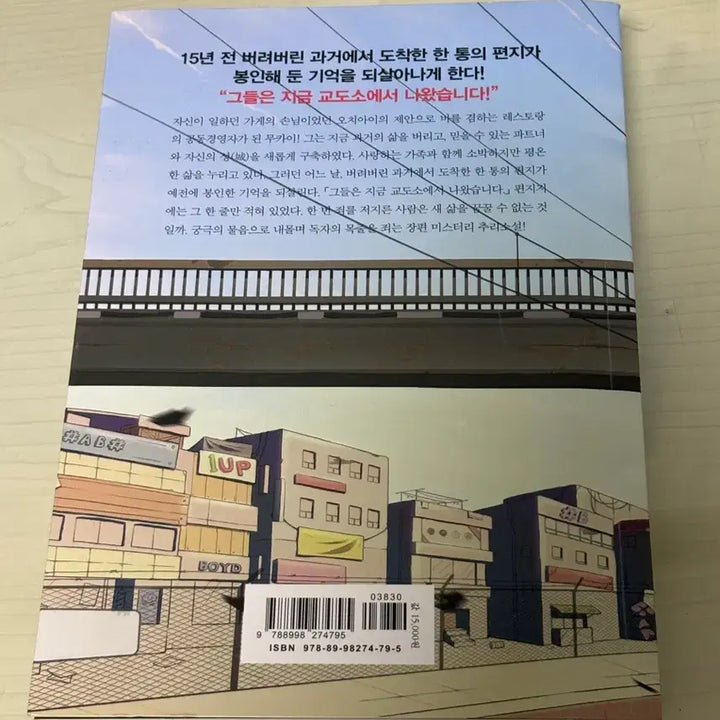 15년 전 버려버린 과거에서 도착한 한 통의 편지가
봉인해 둔 기억을 되살아나게 한다!
“그들은 지금 교도소에서 나왔습니다!”
자신이 일하던 가게의 손님이었던 오치아이의 제안으로 바를 겸하는 레스토랑
의 공동경영자가 된 무카이! 그는 지금 과거의 삶을 버리고, 믿을 수 있는 파트너
와 자신의 성(城)을 새롭게 구축하였다. 사랑하는 가족과 함께 소박하지만 평온
한 삶을 누리고 있다. 그러던 어느 날, 버려버린 과거에서 도착한 한 통의 편지가
예전에 봉인한 기억을 되살린다. 「그들은 지금 교도소에서 나왔습니다.」 편지지
에는 그 한 줄만 적혀 있었다. 한 번 죄를 저지른 사람은 새 삶을 꿈꿀 수 없는 것
일까. 궁극의 물음으로 내몰며 독자의 목줄을 죄는 장편 미스터리 추리소설!
#AB#
1UP
BOYD
#B
03830
9 788998 274795
값 15,000원
ISBN 978-89-98274-79-5